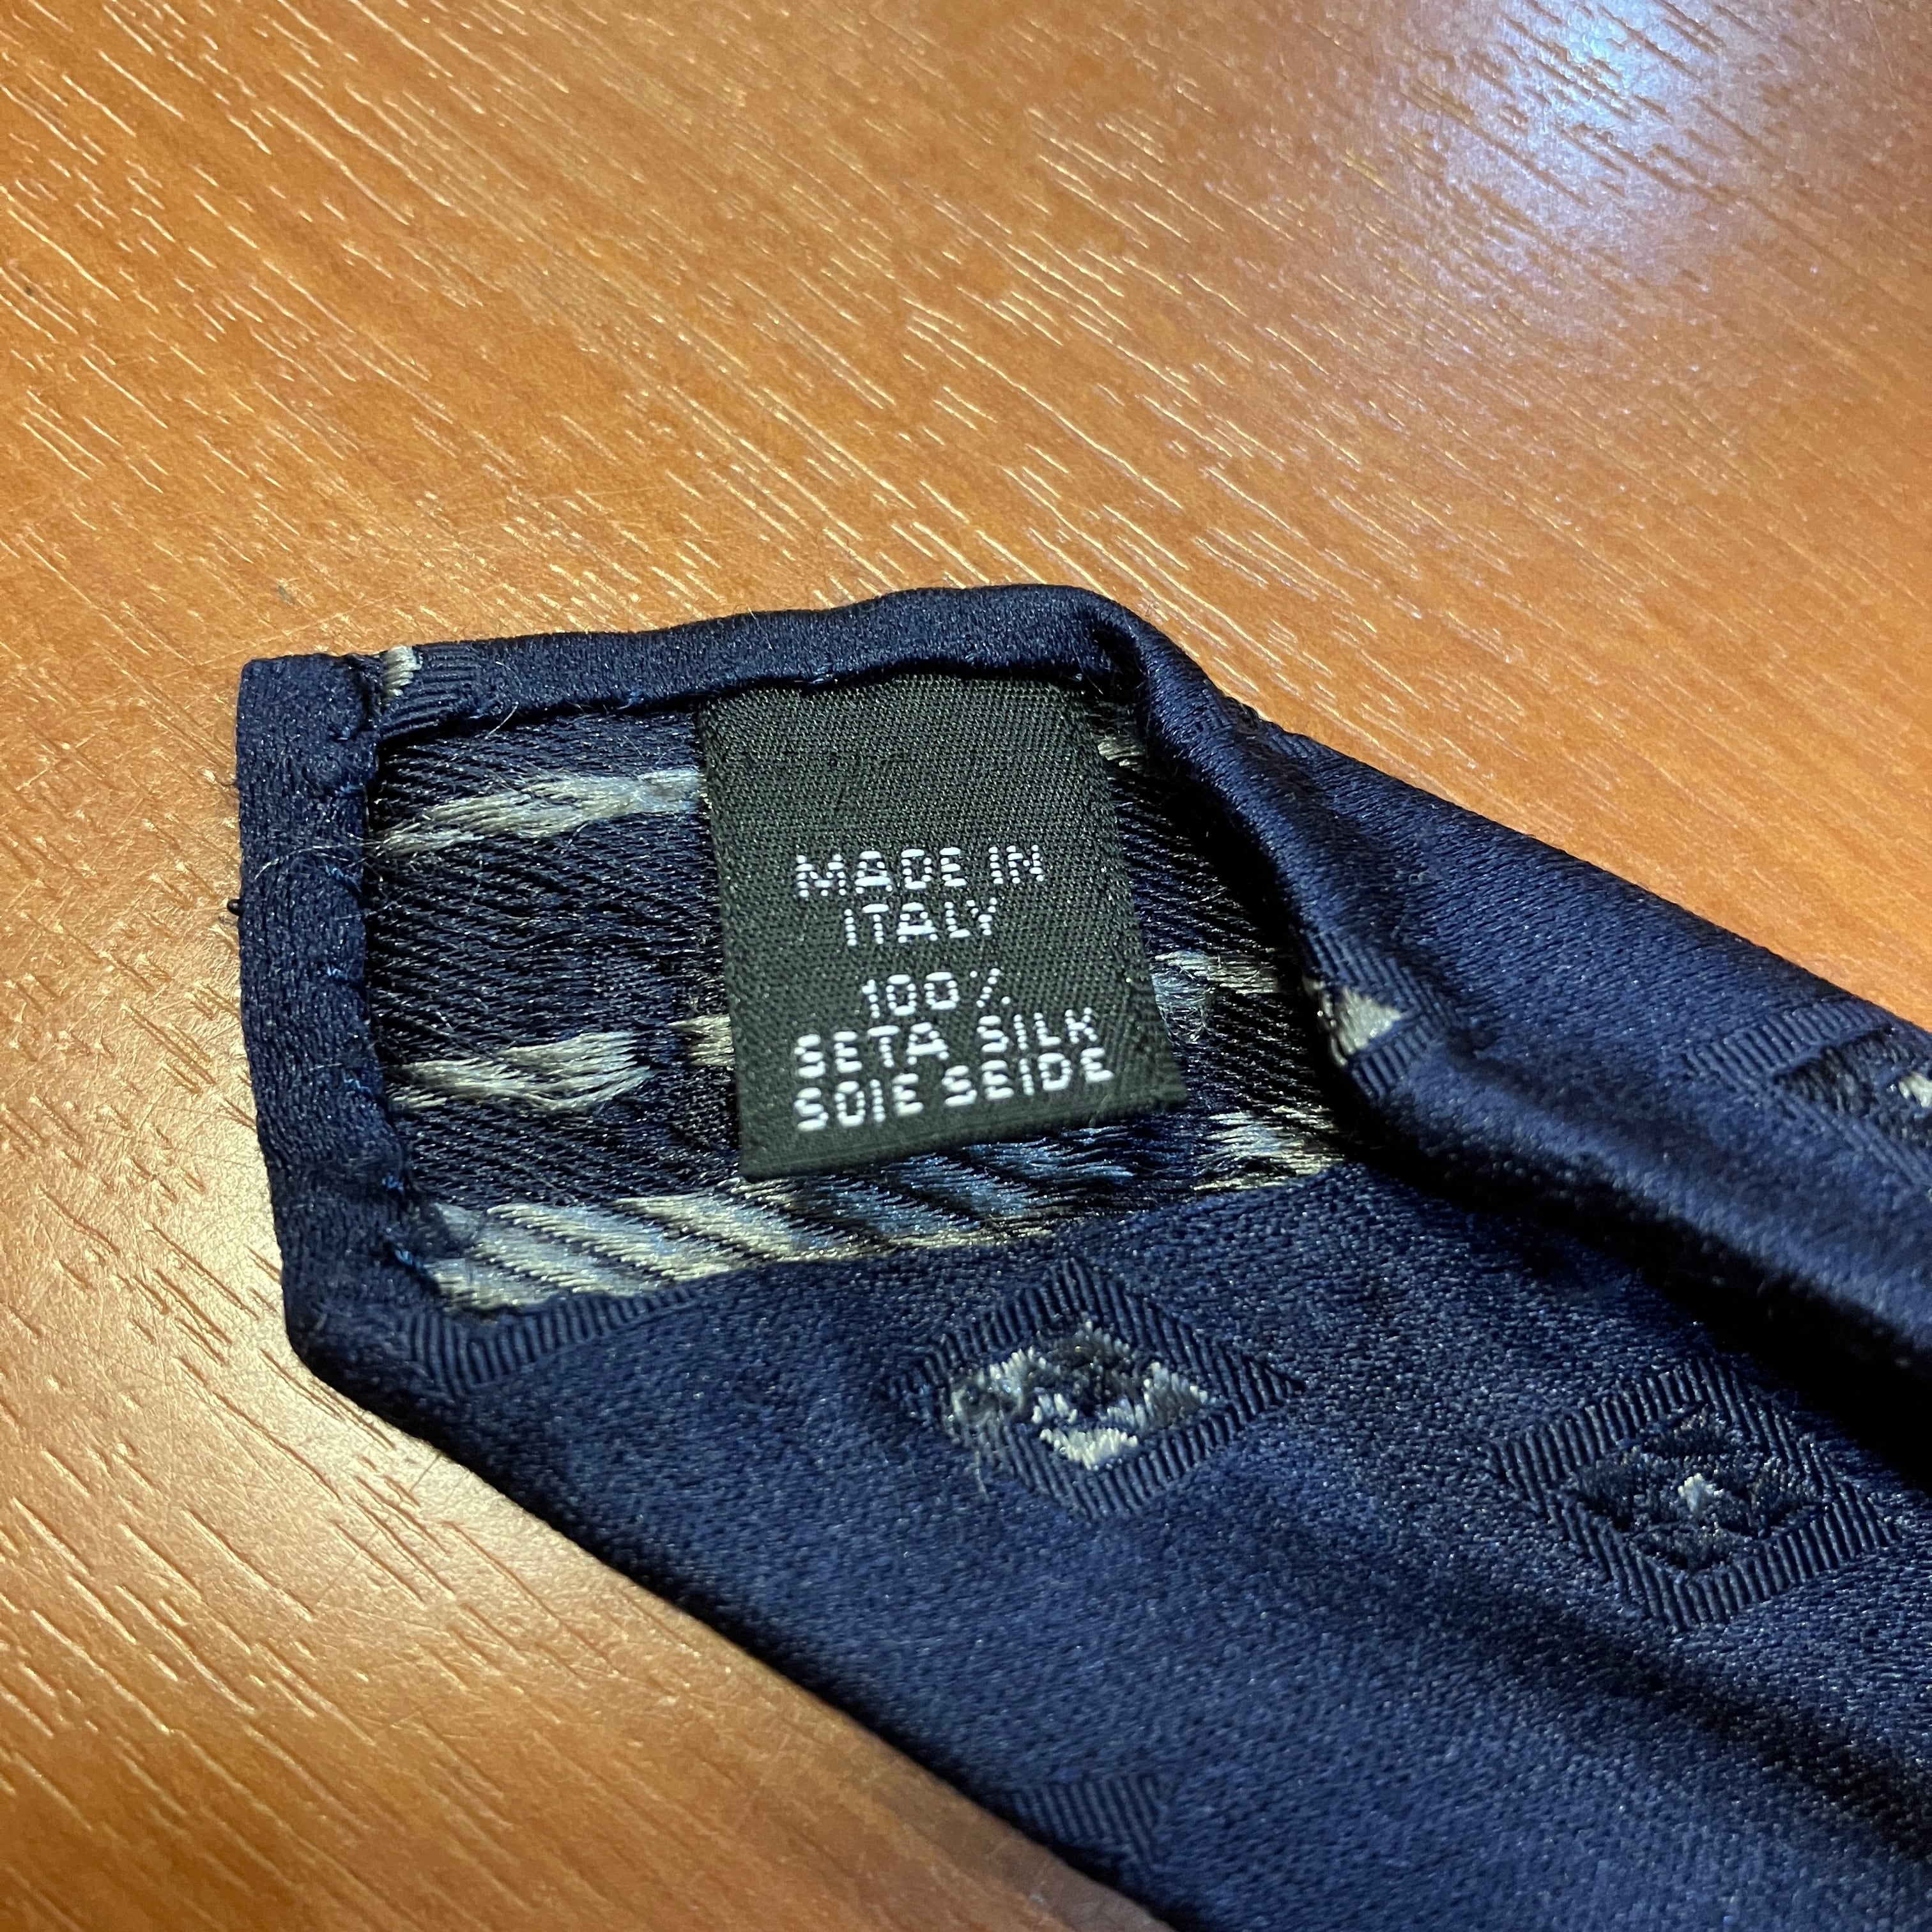 MADE IN
ITALY
100%
SETA SILK
SOIE SEIDE